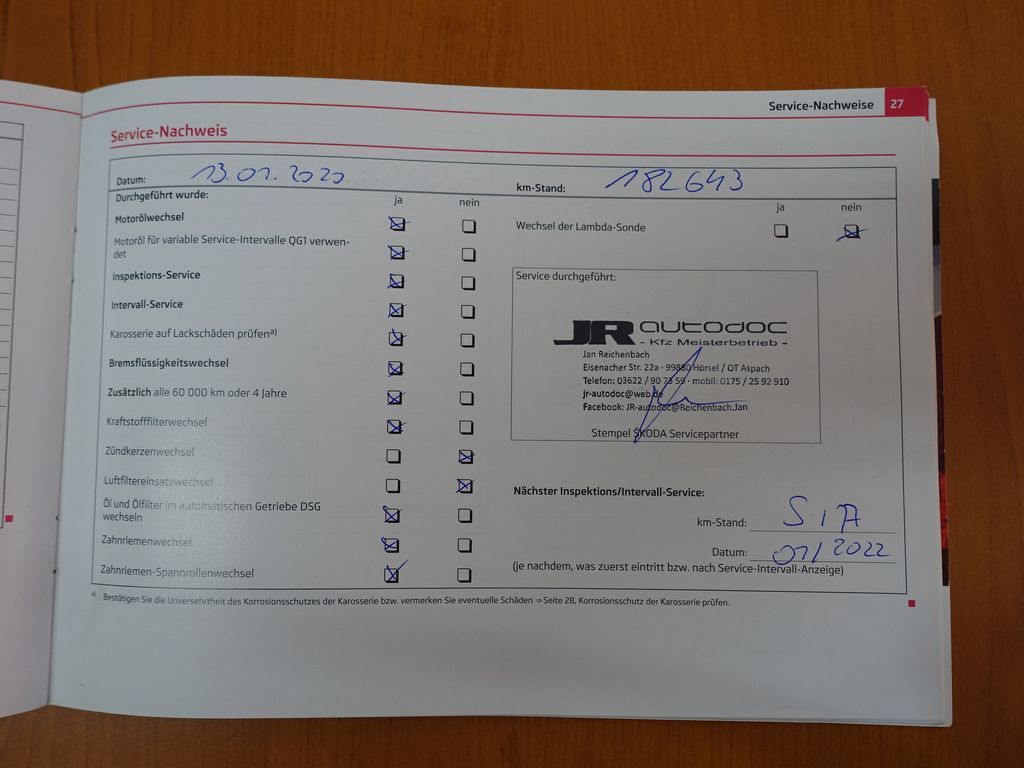 Service-Nachweise 27
Service-Nachweis
Datum: 13.01.2020
km-Stand: 182643
Durchgeführt wurde: ja nein
ja nein
Motorölwechsel
Wechsel der Lambda-Sonde
Motoröl für variable Service-Intervalle QG1 verwen-
det
Inspektions-Service
Intervall-Service
Karosserie auf Lackschäden prüfen a)
Bremsflüssigkeitswechsel
Zusätzlich alle 60 000 km oder 4 Jahre
Kraftstofffilterwechsel
Zündkerzenwechsel
Luftfiltereinsatzwechsel
Öl und Ölfilter im automatischen Getriebe DSG
wechseln
Zahnriemenwechsel
Zahnriemen-Spannrollenwechsel
Service durchgeführt:
JR autodoc
- Kfz Meisterbetrieb -
Jan Reichenbach
Eisenacher Str. 22a · 99880 Hörsel / OT Aspach
Telefon: 03622 / 90 73 59 · mobil: 0175 / 25 92 910
jr-autodoc@web.de
Facebook: JR-autodoc@Reichenbach.Jan
Stempel ŠKODA Servicepartner
Nächster Inspektions/Intervall-Service:
km-Stand: SIA
Datum: 01/2022
(je nachdem, was zuerst eintritt bzw. nach Service-Intervall-Anzeige)
a) Bestätigen Sie die Unversehrtheit des Korrosionsschutzes der Karosserie bzw. vermerken Sie eventuelle Schäden ⇒ Seite 28, Korrosionsschutz der Karosserie prüfen.